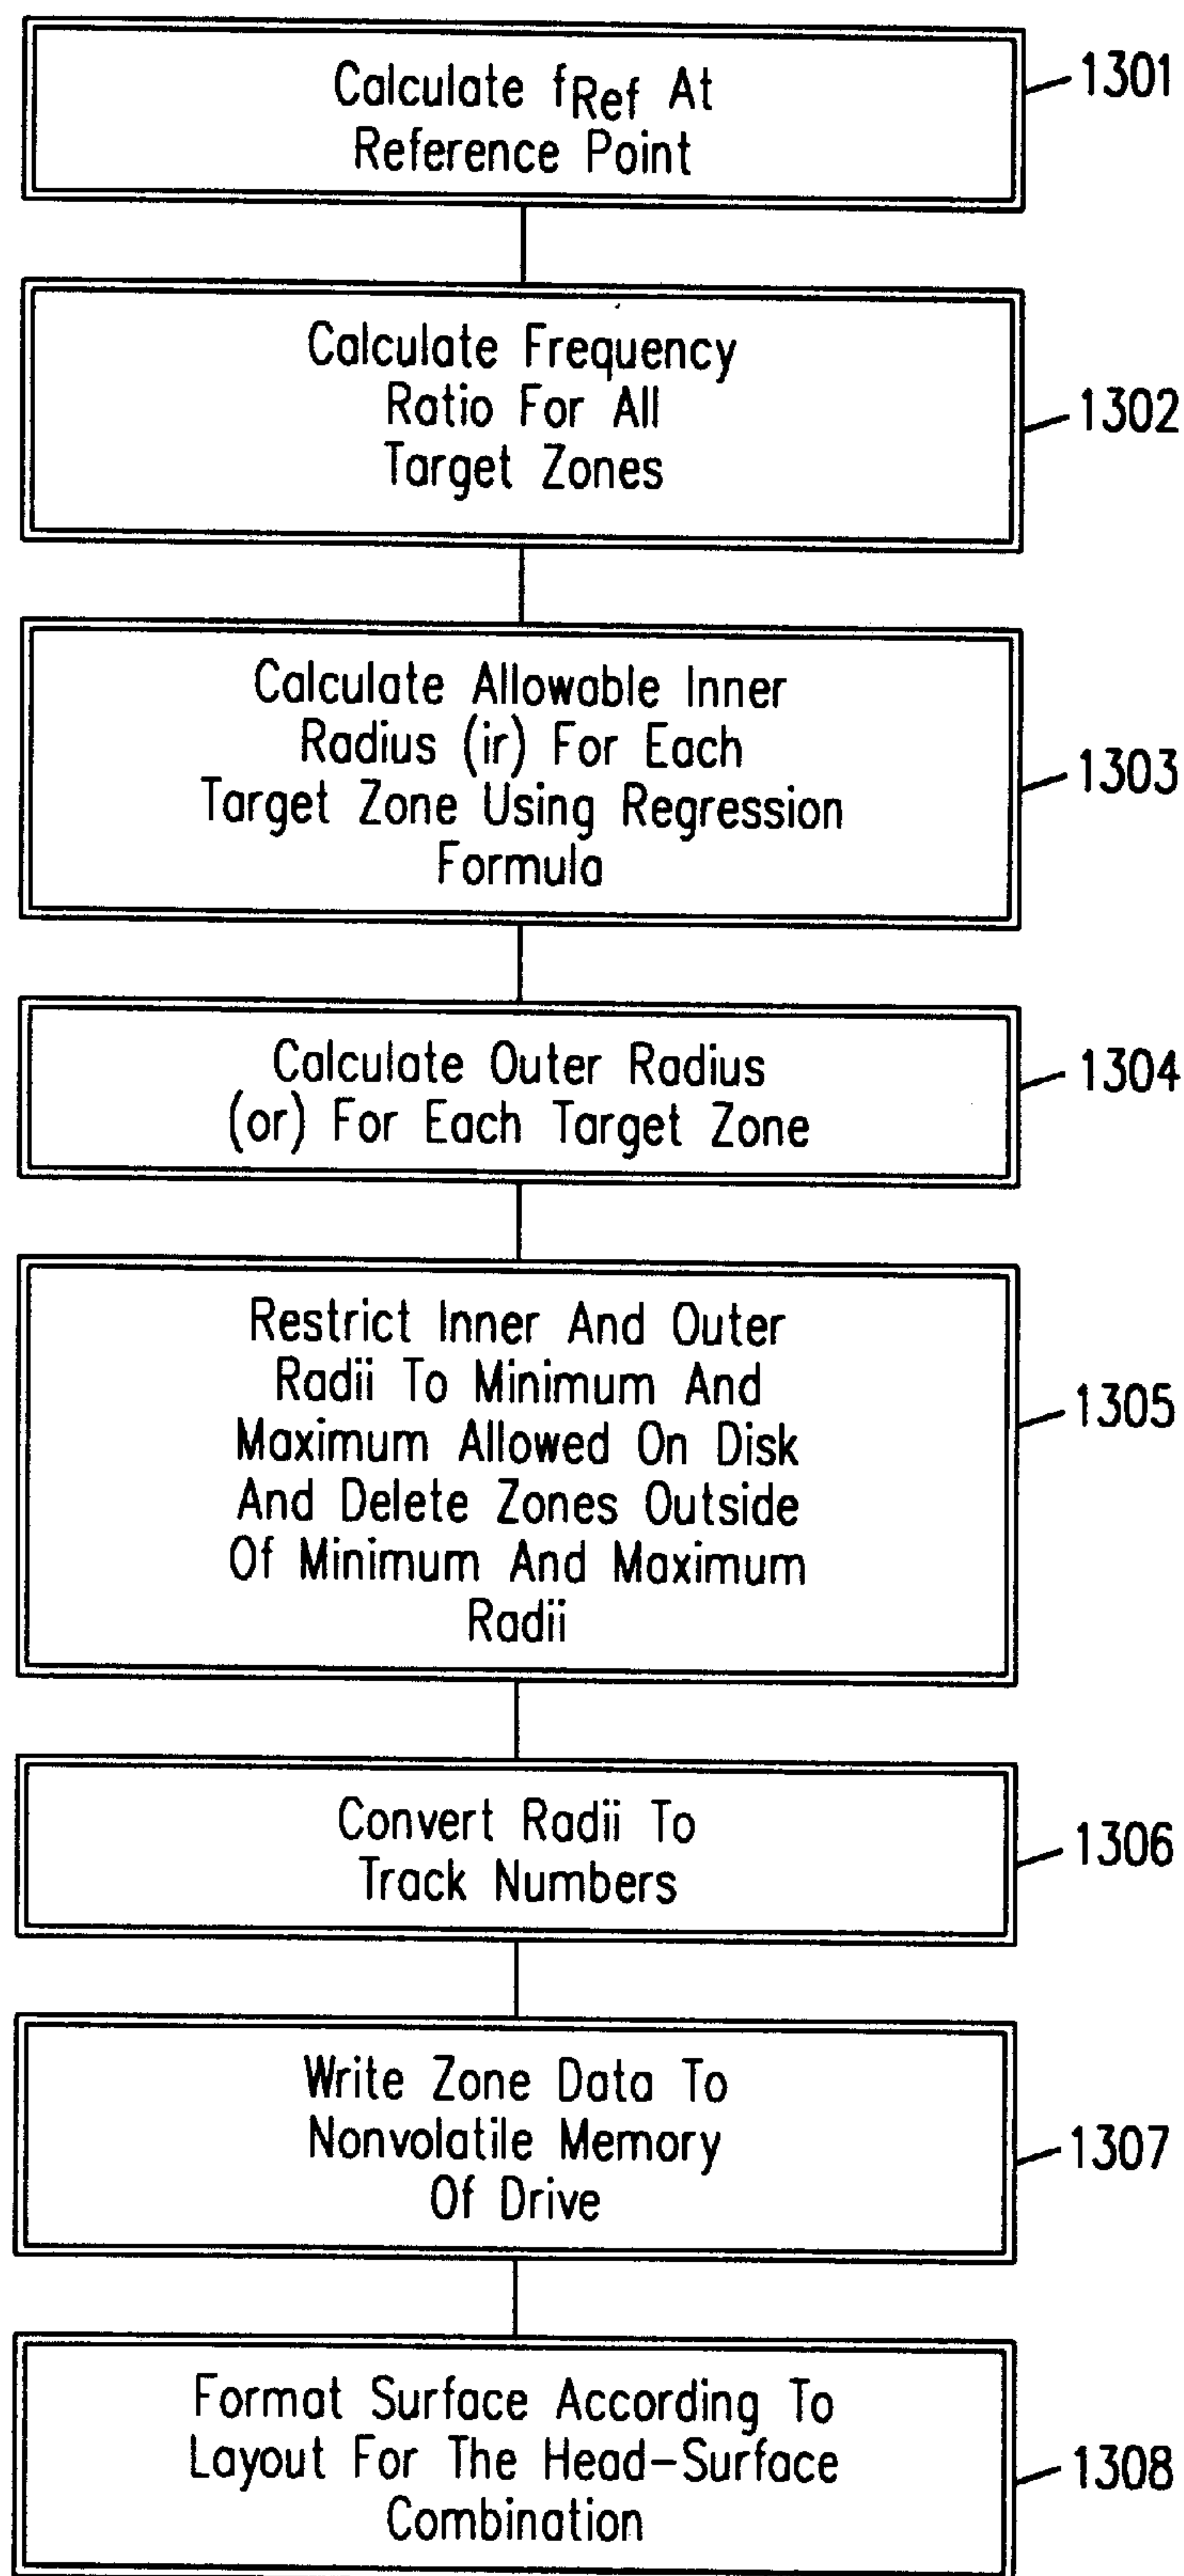 Calculate fRef At
Reference Point
1301
Calculate Frequency
Ratio For All
Target Zones
1302
Calculate Allowable Inner
Radius (ir) For Each
Target Zone Using Regression
Formula
1303
Calculate Outer Radius
(or) For Each Target Zone
1304
Restrict Inner And Outer
Radii To Minimum And
Maximum Allowed On Disk
And Delete Zones Outside
Of Minimum And Maximum
Radii
1305
Convert Radii To
Track Numbers
1306
Write Zone Data To
Nonvolatile Memory
Of Drive
1307
Format Surface According To
Layout For The Head-Surface
Combination
1308